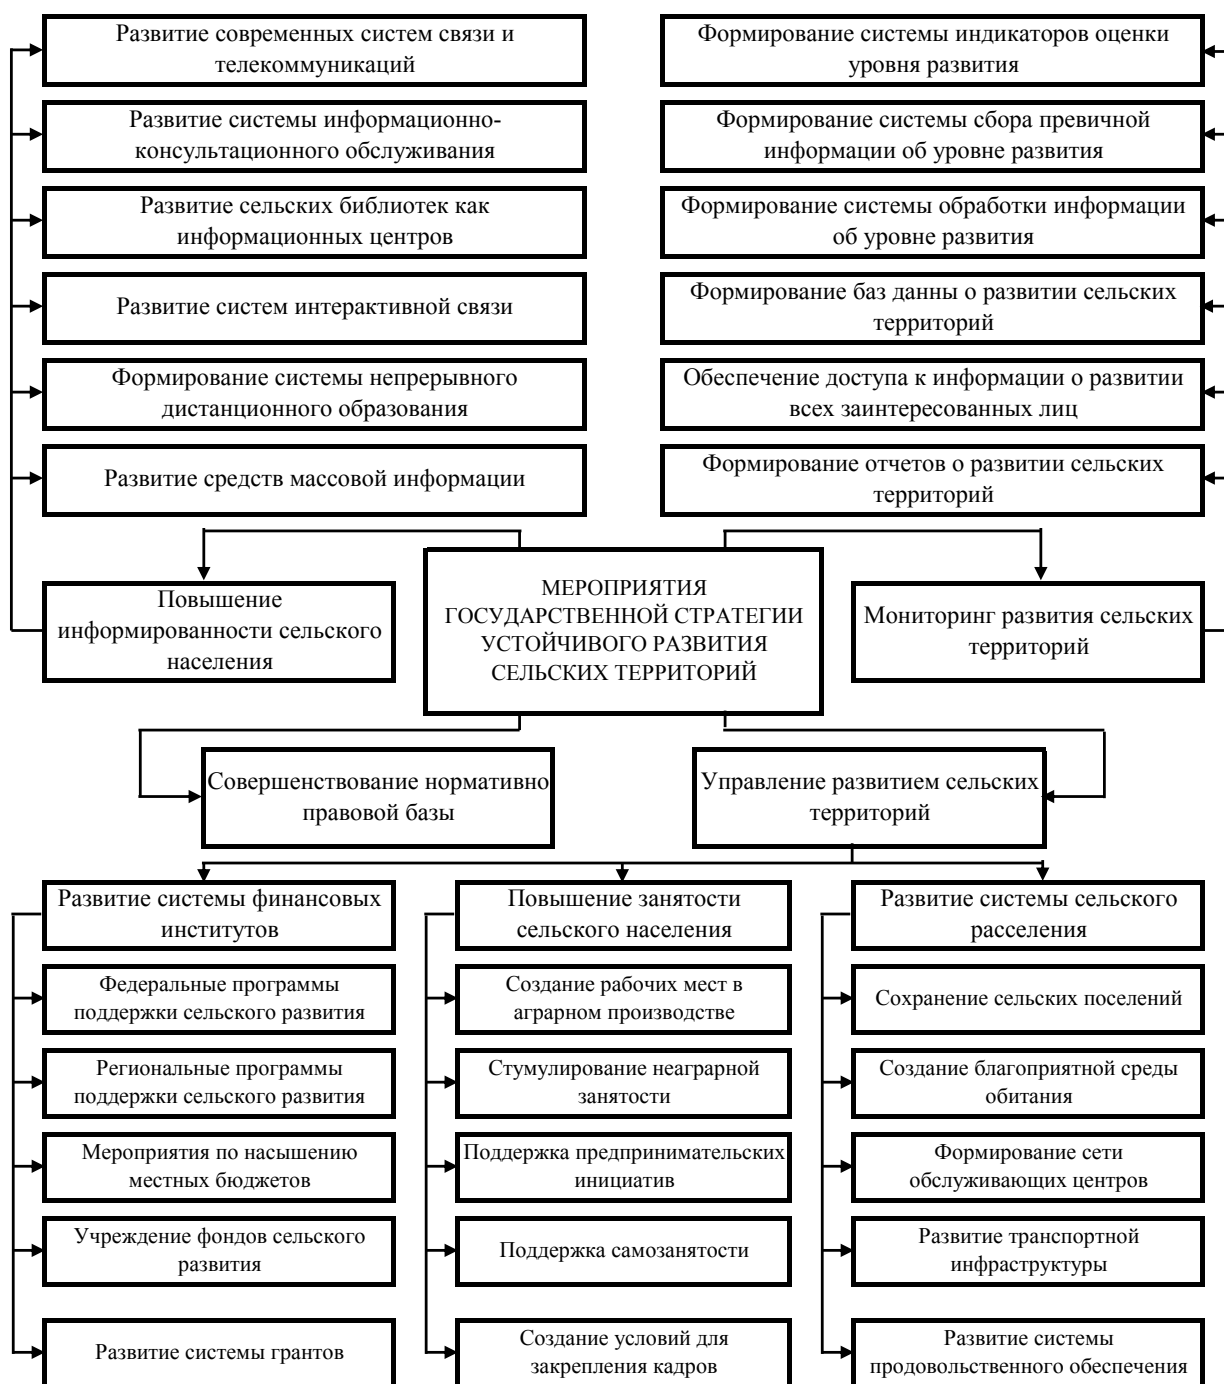 Развитие современных систем связи и
телекоммуникаций
Формирование системы индикаторов оценки
уровня развития
Развитие системы информационно-
консультационного обслуживания
Формирование системы сбора превичной
информации об уровне развития
Развитие сельских библиотек как
информационных центров
Формирование системы обработки информации
об уровне развития
Развитие систем интерактивной связи
Формирование баз данны о развитии сельских
территорий
Формирование системы непрерывного
дистанционного образования
Обеспечение доступа к информации о развитии
всех заинтересованных лиц
Развитие средств массовой информации
Формирование отчетов о развитии сельских
территорий
Повышение
информированности сельского
населения
МЕРОПРИЯТИЯ
ГОСУДАРСТВЕННОЙ СТРАТЕГИИ
УСТОЙЧИВОГО РАЗВИТИЯ
СЕЛЬСКИХ ТЕРРИТОРИЙ
Мониторинг развития сельских
территорий
Совершенствование нормативно
правовой базы
Управление развитием сельских
территорий
Развитие системы финансовых
институтов
Повышение занятости
сельского населения
Развитие системы сельского
расселения
Федеральные программы
поддержки сельского развития
Создание рабочих мест в
аграрном производстве
Сохранение сельских поселений
Региональные программы
поддержки сельского развития
Стумулирование неаграрной
занятости
Создание благоприятной среды
обитания
Мероприятия по насышению
местных бюджетов
Поддержка предпринимательских
инициатив
Формирование сети
обслуживающих центров
Учреждение фондов сельского
развития
Поддержка самозанятости
Развитие транспортной
инфраструктуры
Развитие системы грантов
Создание условий для
закрепления кадров
Развитие системы
продовольственного обеспечения